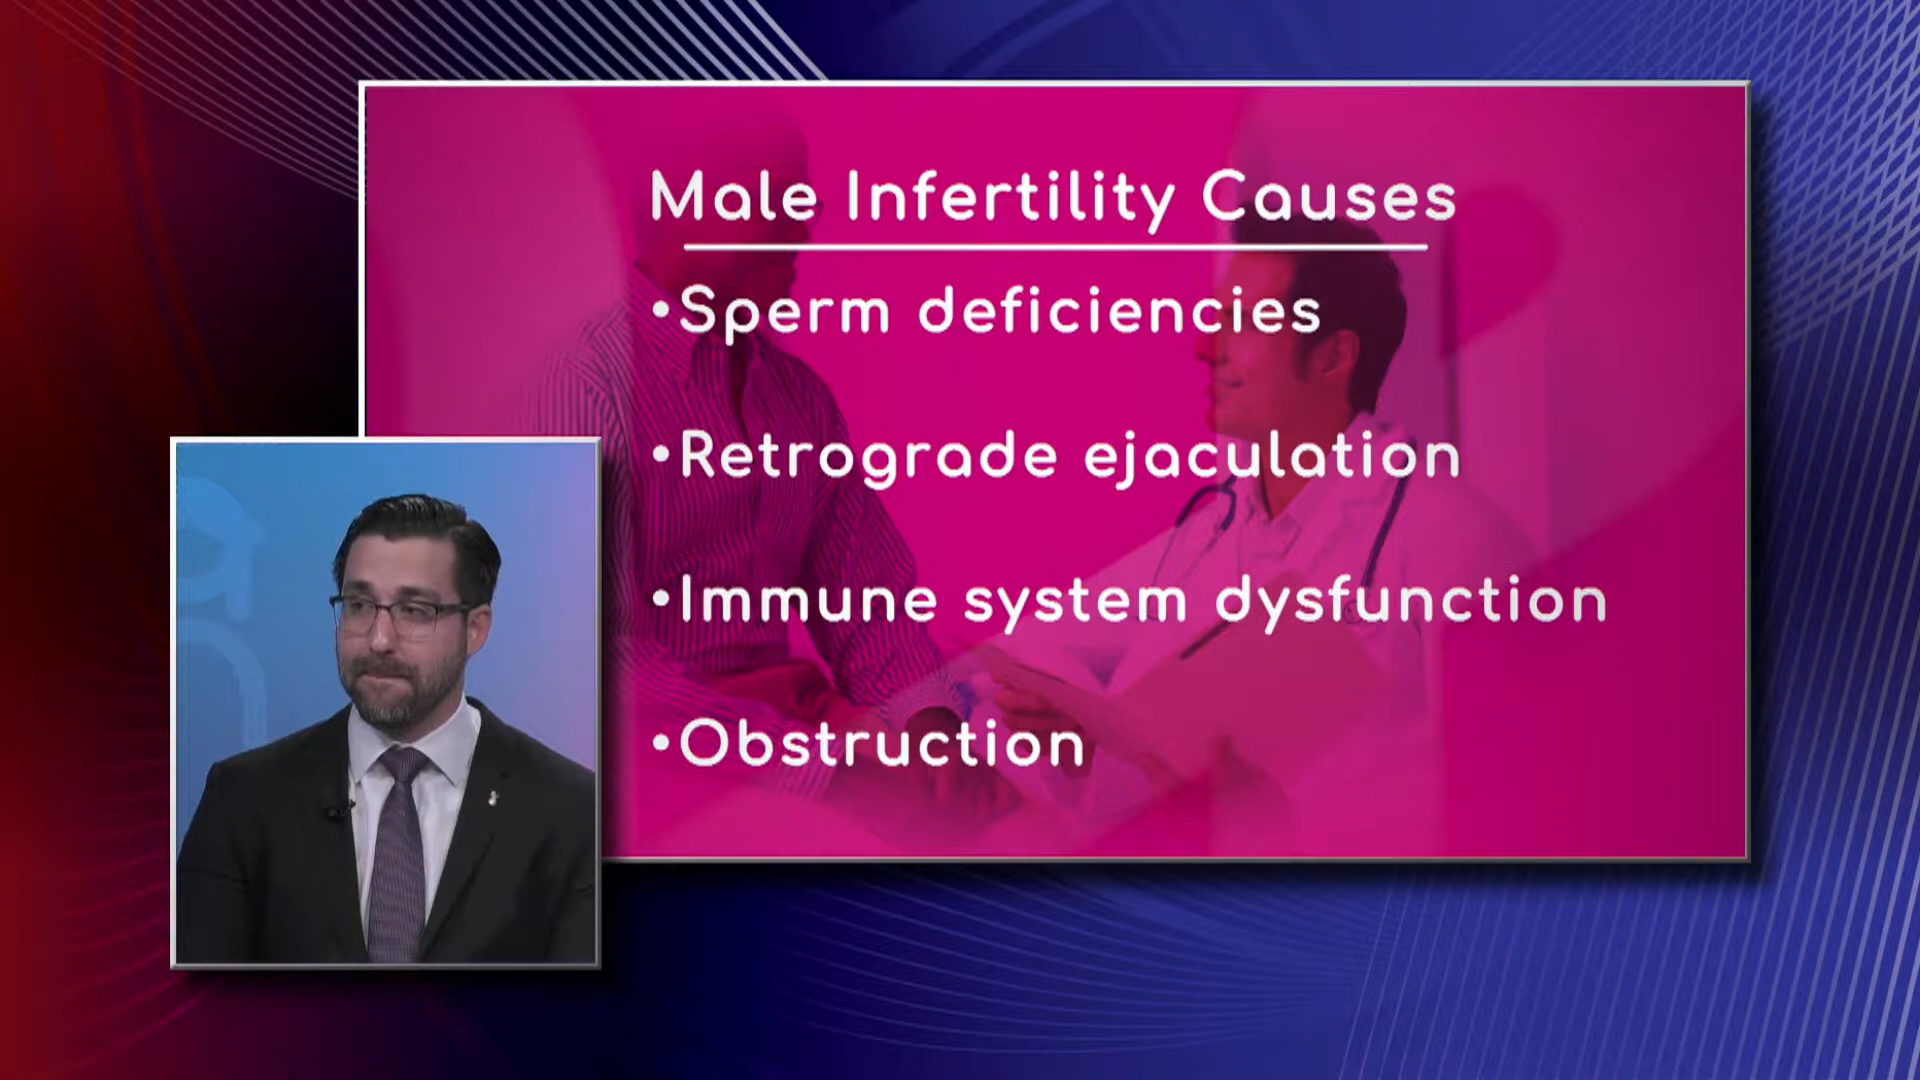 Male Infertility Causes
•Sperm deficiencies
•Retrograde ejaculation
•Immune system dysfunction
•Obstruction